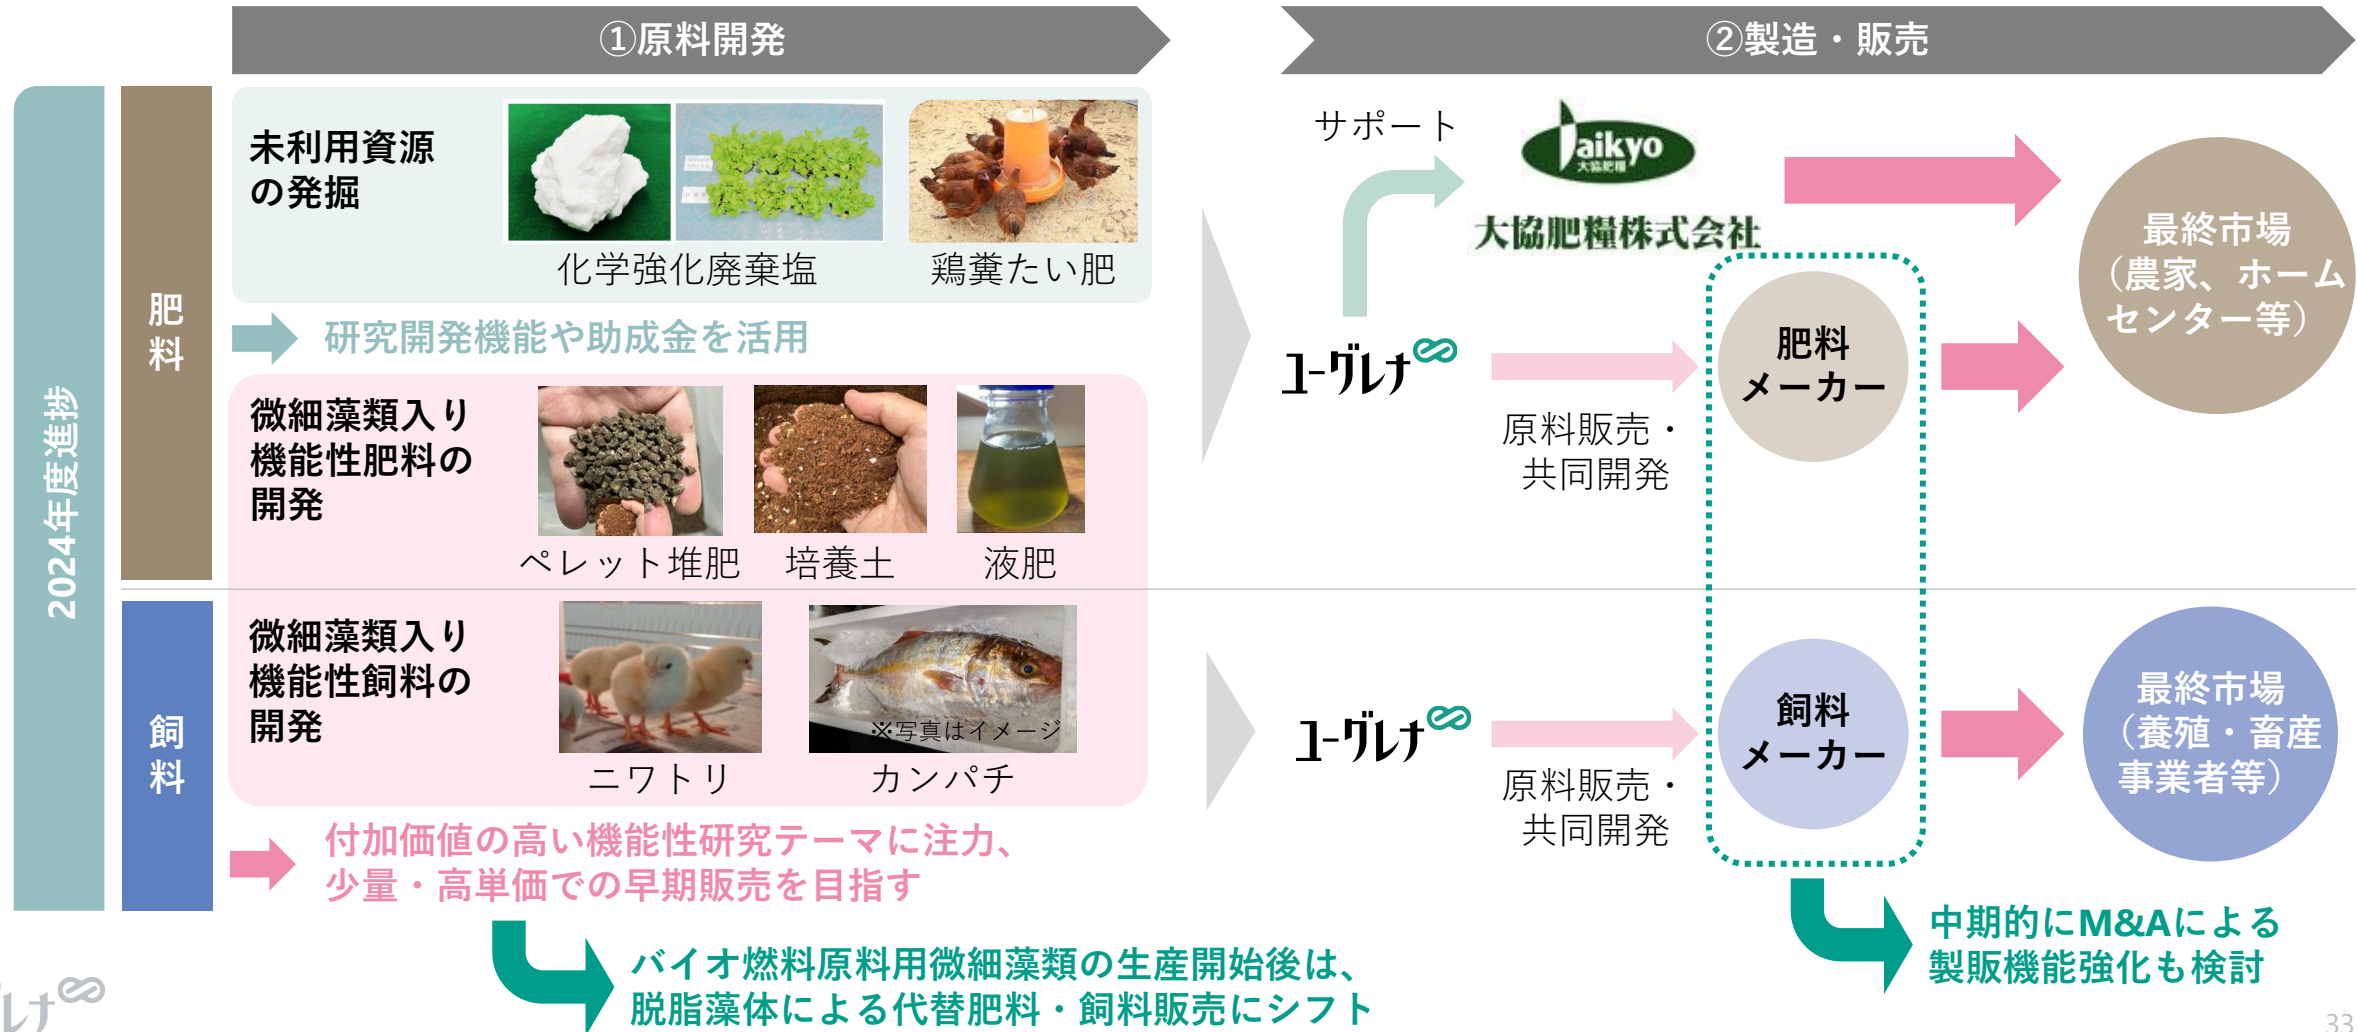 ①原料開発
②製造・販売
2024年度進捗
肥料
未利用資源
の発掘
化学強化廃棄塩
鶏糞たい肥
研究開発機能や助成金を活用
微細藻類入り
機能性肥料の
開発
ペレット堆肥
培養土
液肥
サポート
Daikyo
大協肥糧
大協肥糧株式会社
ユーグレナ
原料販売・
共同開発
肥料
メーカー
最終市場
（農家、ホーム
センター等）
飼料
微細藻類入り
機能性飼料の
開発
※写真はイメージ
ニワトリ
カンパチ
ユーグレナ
原料販売・
共同開発
飼料
メーカー
最終市場
（養殖・畜産
事業者等）
付加価値の高い機能性研究テーマに注力、
少量・高単価での早期販売を目指す
バイオ燃料原料用微細藻類の生産開始後は、
脱脂藻体による代替肥料・飼料販売にシフト
中期的にM&Aによる
製販機能強化も検討
レナ
33